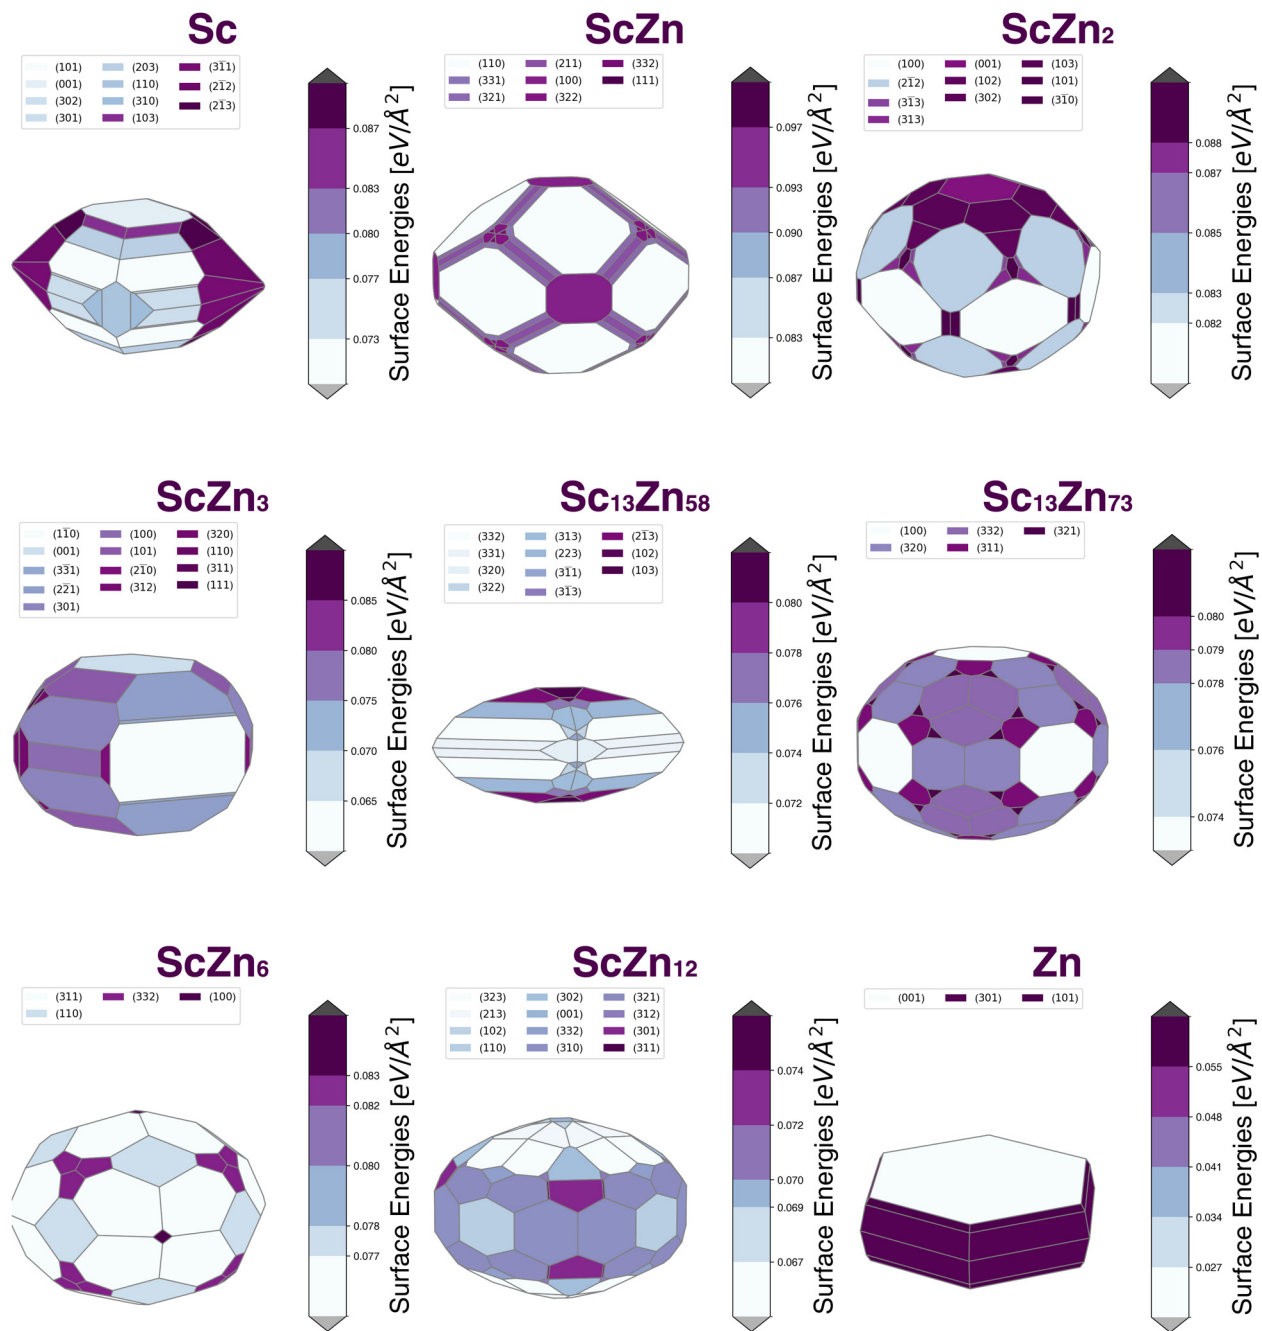 Sc
(101) (203) (3̅1̅1)
(001) (110) (2̅1̅2)
(302) (310) (2̅1̅3)
(301) (103)
0.087
0.083
0.080
0.077
0.073
Surface Energies [eV/Å²]
ScZn
(110) (211) (332)
(331) (100) (111)
(321) (322)
0.097
0.093
0.090
0.087
0.083
Surface Energies [eV/Å²]
ScZn₂
(100) (001) (103)
(21̅2) (102) (101)
(31̅3) (302) (31̅0)
(313)
0.088
0.087
0.085
0.083
0.082
Surface Energies [eV/Å²]
ScZn₃
(11̅0) (100) (320)
(001) (101) (110)
(33̅1) (21̅0) (311)
(22̅1) (312) (111)
(301)
0.085
0.080
0.075
0.070
0.065
Surface Energies [eV/Å²]
Sc₁₃Zn₅₈
(332) (313) (21̅3)
(331) (223) (102)
(320) (31̅1) (103)
(322) (31̅3)
0.080
0.078
0.076
0.074
0.072
Surface Energies [eV/Å²]
Sc₁₃Zn₇₃
(100) (332) (321)
(320) (311)
0.080
0.079
0.078
0.076
0.074
Surface Energies [eV/Å²]
ScZn₆
(311) (332) (100)
(110)
0.083
0.082
0.080
0.078
0.077
Surface Energies [eV/Å²]
ScZn₁₂
(323) (302) (321)
(213) (001) (312)
(102) (332) (301)
(110) (310) (311)
0.074
0.072
0.070
0.069
0.067
Surface Energies [eV/Å²]
Zn
(001) (301) (101)
0.055
0.048
0.041
0.034
0.027
Surface Energies [eV/Å²]